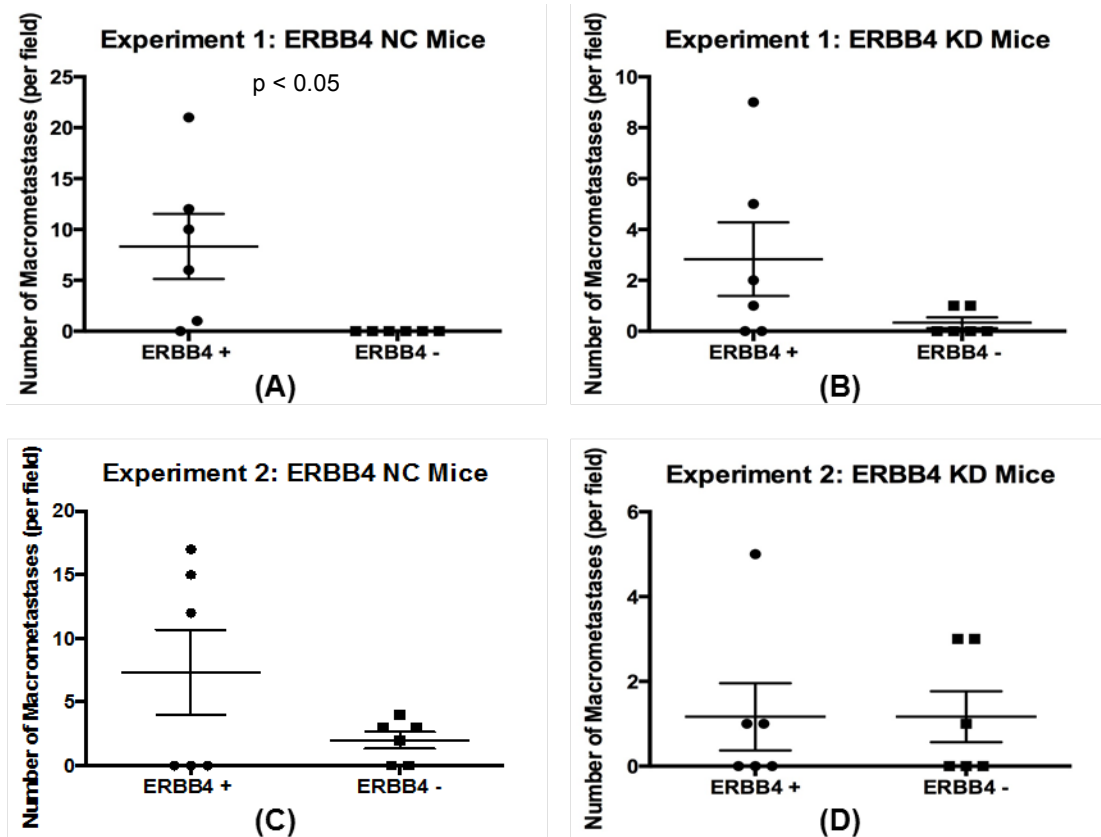 Experiment 1: ERBB4 NC Mice
p < 0.05
Number of Macrometastases (per field)
25
20
15
10
5
0
ERBB4 +
ERBB4 -
(A)
Experiment 1: ERBB4 KD Mice
Number of Macrometastases (per field)
10
8
6
4
2
0
ERBB4 +
ERBB4 -
(B)
Experiment 2: ERBB4 NC Mice
Number of Macrometastases (per field)
20
15
10
5
0
ERBB4 +
ERBB4 -
(C)
Experiment 2: ERBB4 KD Mice
Number of Macrometastases (per field)
6
4
2
0
ERBB4 +
ERBB4 -
(D)